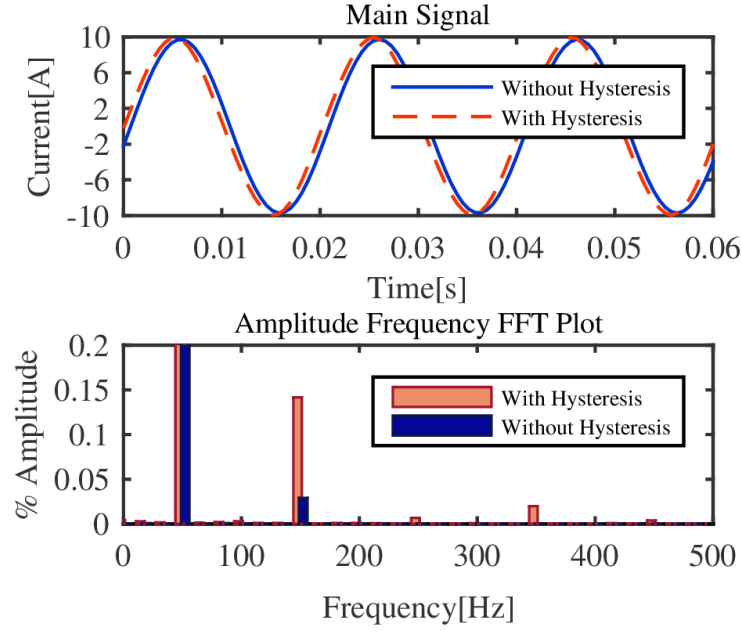 Main Signal
10
6
2
-2
-6
-10
Current[A]
Without Hysteresis
With Hysteresis
0 0.01 0.02 0.03 0.04 0.05 0.06
Time[s]
Amplitude Frequency FFT Plot
0.2
0.15
0.1
0.05
0
% Amplitude
With Hysteresis
Without Hysteresis
0 100 200 300 400 500
Frequency[Hz]